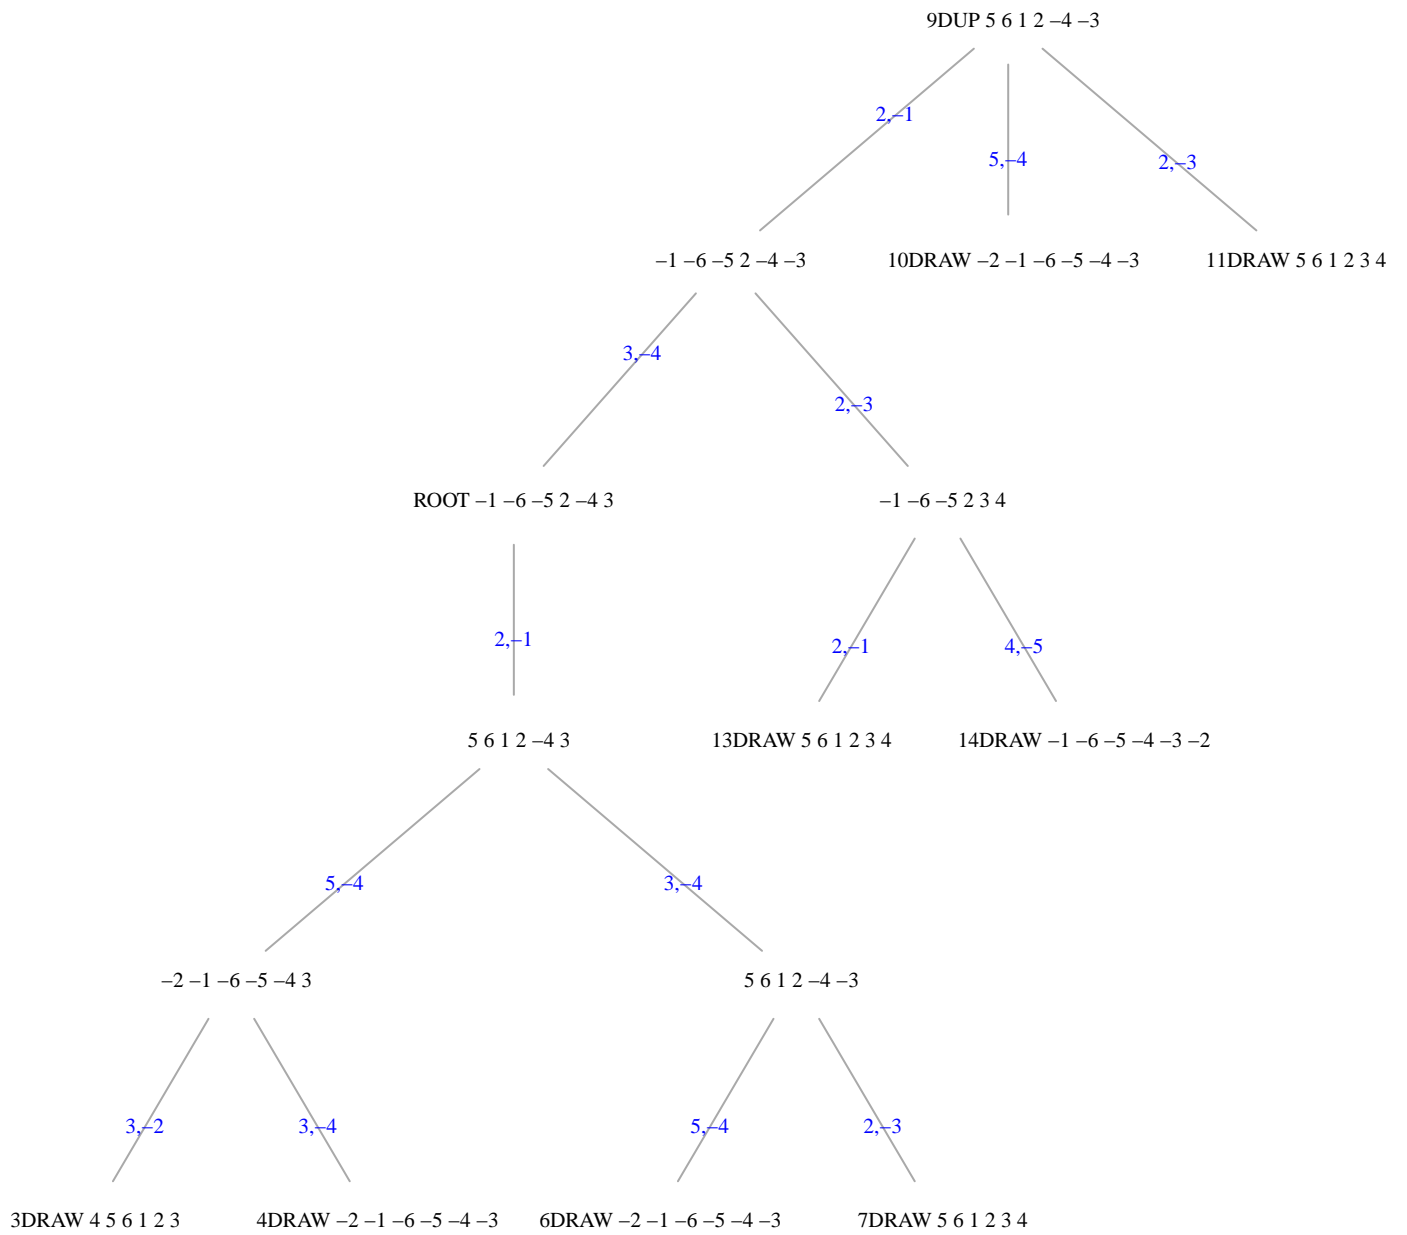 9DUP 5 6 1 2 –4 –3
2,–1
5,–4
2,–3
–1 –6 –5 2 –4 –3
10DRAW –2 –1 –6 –5 –4 –3
11DRAW 5 6 1 2 3 4
3,–4
2,–3
ROOT –1 –6 –5 2 –4 3
–1 –6 –5 2 3 4
2,–1
2,–1
4,–5
5 6 1 2 –4 3
13DRAW 5 6 1 2 3 4
14DRAW –1 –6 –5 –4 –3 –2
5,–4
3,–4
–2 –1 –6 –5 –4 3
5 6 1 2 –4 –3
3,–2
3,–4
5,–4
2,–3
3DRAW 4 5 6 1 2 3
4DRAW –2 –1 –6 –5 –4 –3
6DRAW –2 –1 –6 –5 –4 –3
7DRAW 5 6 1 2 3 4